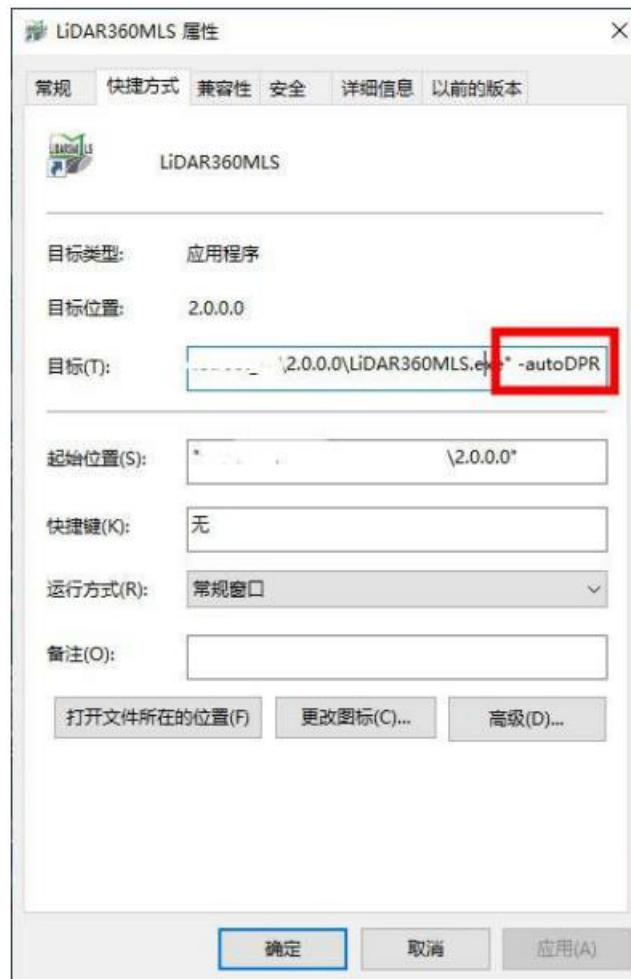 LiDAR360MLS 属性
常规 快捷方式 兼容性 安全 详细信息 以前的版本
LiDAR360MLS
目标类型: 应用程序
目标位置: 2.0.0.0
目标(T): \2.0.0.0\LiDAR360MLS.exe" -autoDPR
起始位置(S): " \2.0.0.0"
快捷键(K): 无
运行方式(R): 常规窗口
备注(O):
打开文件所在的位置(F) 更改图标(C)... 高级(D)...
确定 取消 应用(A)